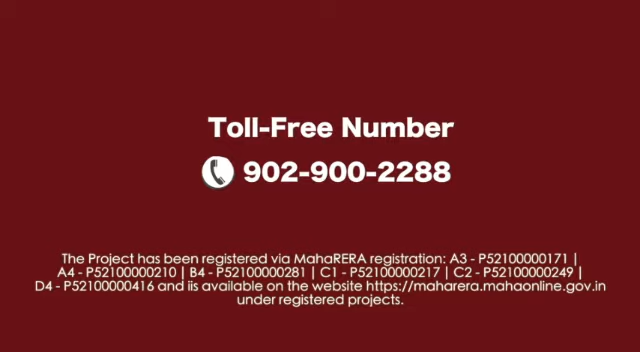 Toll-Free Number
902-900-2288
The Project has been registered via MahaRERA registration: A3 - P52100000171 |
A4 - P52100000210 | B4 - P52100000281 | C1 - P52100000217 | C2 - P52100000249 |
D4 - P52100000416 and iis available on the website https://maharera.mahaonline.gov.in
under registered projects.